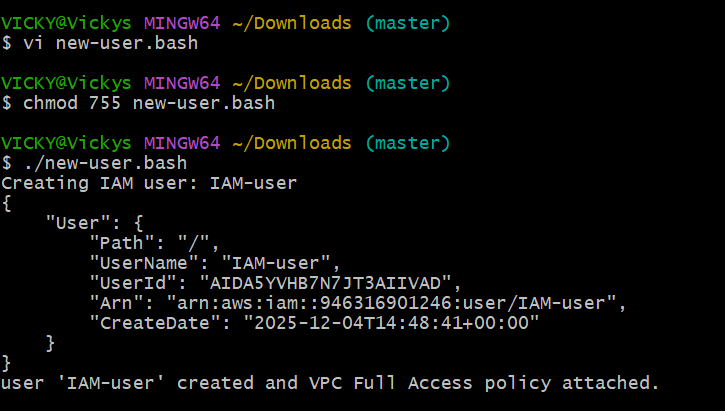 VICKY@Vickys MINGW64 ~/Downloads (master)
$ vi new-user.bash
VICKY@Vickys MINGW64 ~/Downloads (master)
$ chmod 755 new-user.bash
VICKY@Vickys MINGW64 ~/Downloads (master)
$ ./new-user.bash
Creating IAM user: IAM-user
{
    "User": {
        "Path": "/",
        "UserName": "IAM-user",
        "UserId": "AIDA5YVHB7N7JT3AIIVAD",
        "Arn": "arn:aws:iam::946316901246:user/IAM-user",
        "CreateDate": "2025-12-04T14:48:41+00:00"
    }
}
user 'IAM-user' created and VPC Full Access policy attached.